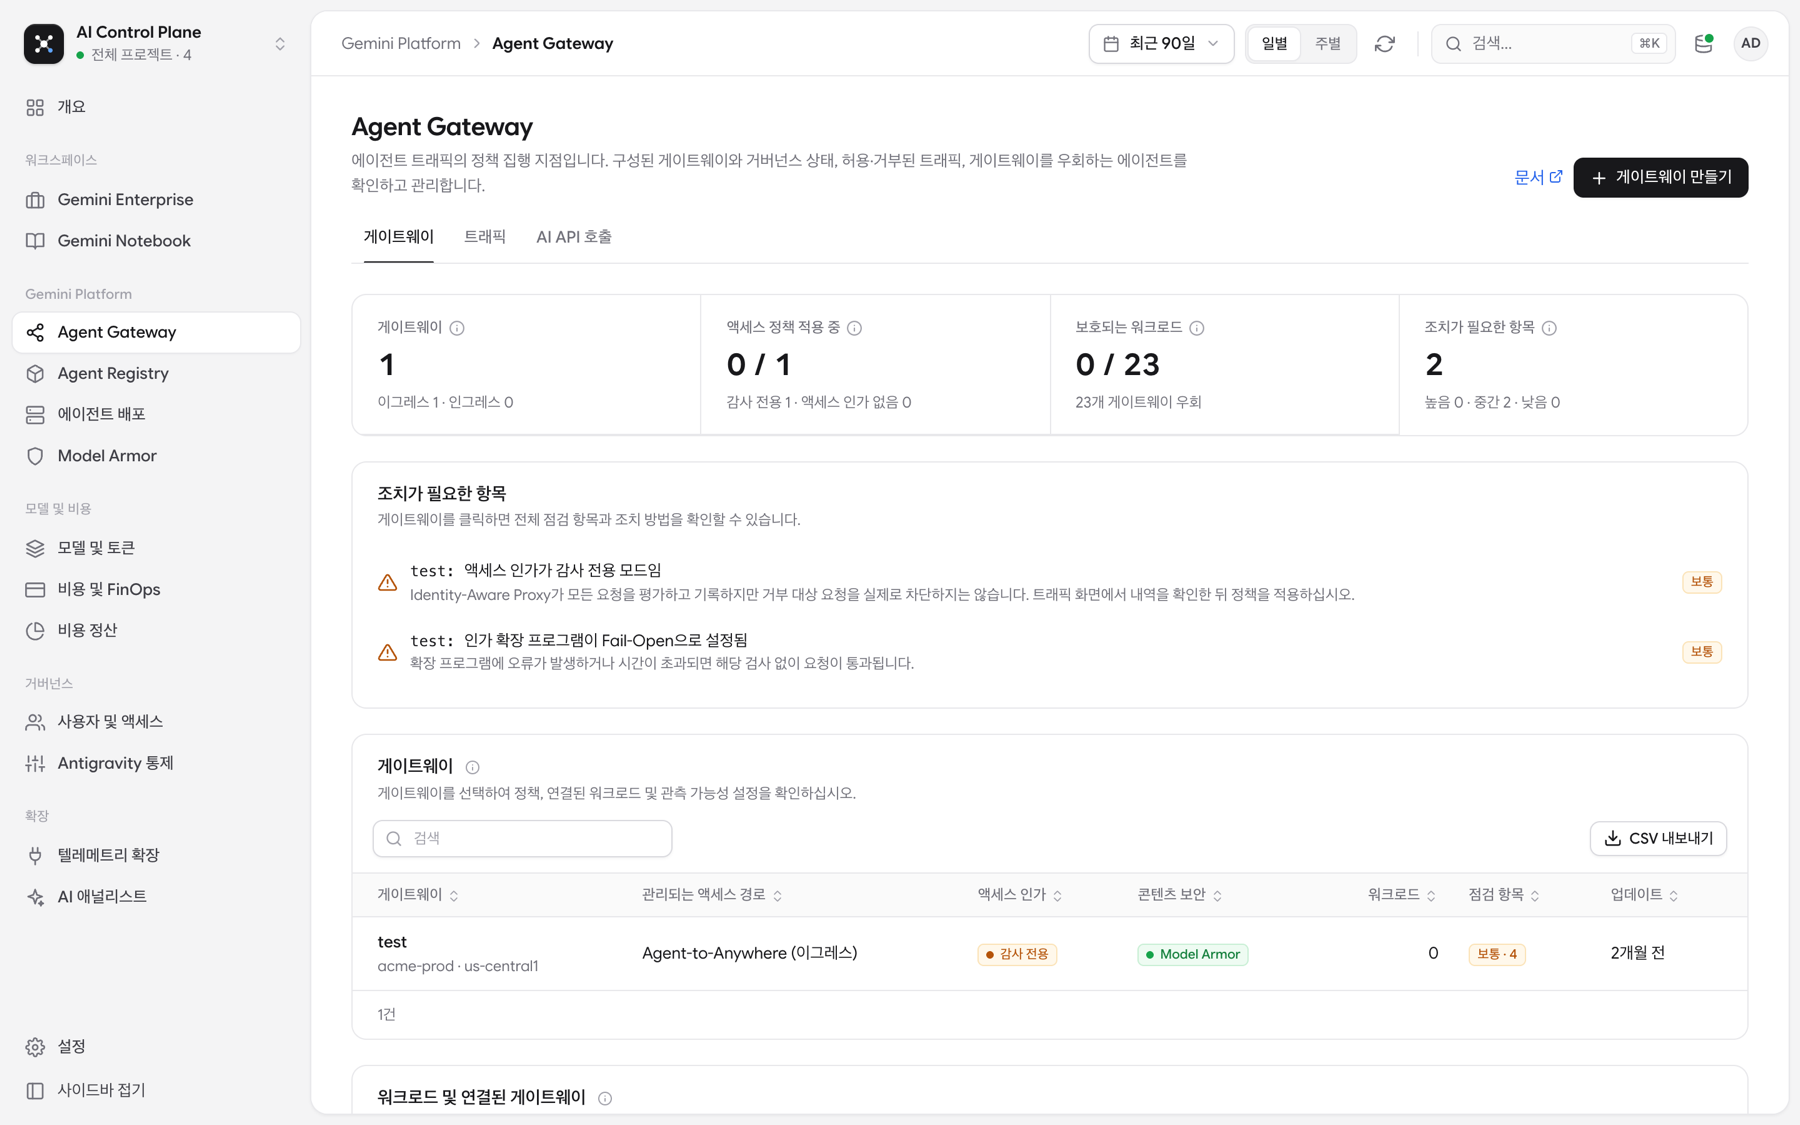 AI Control Plane
전체 프로젝트 · 4
개요
워크스페이스
Gemini Enterprise
Gemini Notebook
Gemini Platform
Agent Gateway
Agent Registry
에이전트 배포
Model Armor
모델 및 비용
모델 및 토큰
비용 및 FinOps
비용 정산
거버넌스
사용자 및 액세스
Antigravity 통제
확장
텔레메트리 확장
AI 애널리스트
설정
사이드바 접기
Gemini Platform > Agent Gateway
최근 90일
일별
주별
검색...
⌘K
AD
Agent Gateway
에이전트 트래픽의 정책 집행 지점입니다. 구성된 게이트웨이와 거버넌스 상태, 허용·거부된 트래픽, 게이트웨이를 우회하는 에이전트를
확인하고 관리합니다.
문서
게이트웨이 만들기
게이트웨이
트래픽
AI API 호출
게이트웨이
1
이그레스 1 · 인그레스 0
액세스 정책 적용 중
0 / 1
감사 전용 1 · 액세스 인가 없음 0
보호되는 워크로드
0 / 23
23개 게이트웨이 우회
조치가 필요한 항목
2
높음 0 · 중간 2 · 낮음 0
조치가 필요한 항목
게이트웨이를 클릭하면 전체 점검 항목과 조치 방법을 확인할 수 있습니다.
test: 액세스 인가가 감사 전용 모드임
Identity-Aware Proxy가 모든 요청을 평가하고 기록하지만 거부 대상 요청을 실제로 차단하지는 않습니다. 트래픽 화면에서 내역을 확인한 뒤 정책을 적용하십시오.
보통
test: 인가 확장 프로그램이 Fail-Open으로 설정됨
확장 프로그램에 오류가 발생하거나 시간이 초과되면 해당 검사 없이 요청이 통과됩니다.
보통
게이트웨이
게이트웨이를 선택하여 정책, 연결된 워크로드 및 관측 가능성 설정을 확인하십시오.
검색
CSV 내보내기
게이트웨이 관리되는 액세스 경로 액세스 인가 콘텐츠 보안 워크로드 점검 항목 업데이트
test
acme-prod · us-central1
Agent-to-Anywhere (이그레스)
감사 전용
Model Armor
0
보통 · 4
2개월 전
1건
워크로드 및 연결된 게이트웨이